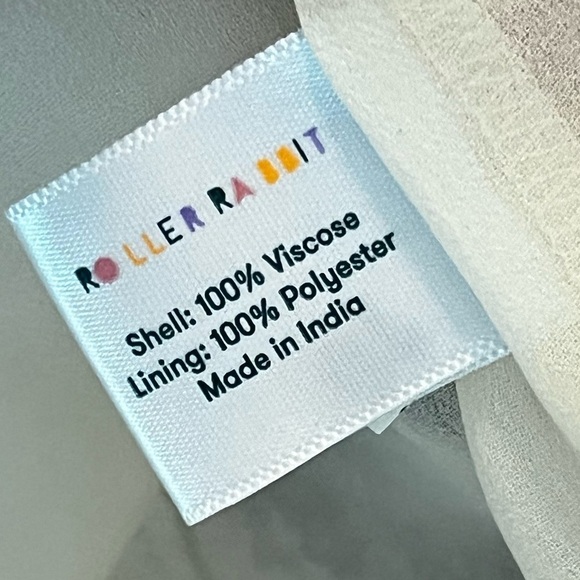 ROLLER RABBIT
Shell: 100% Viscose
Lining: 100% Polyester
Made in India